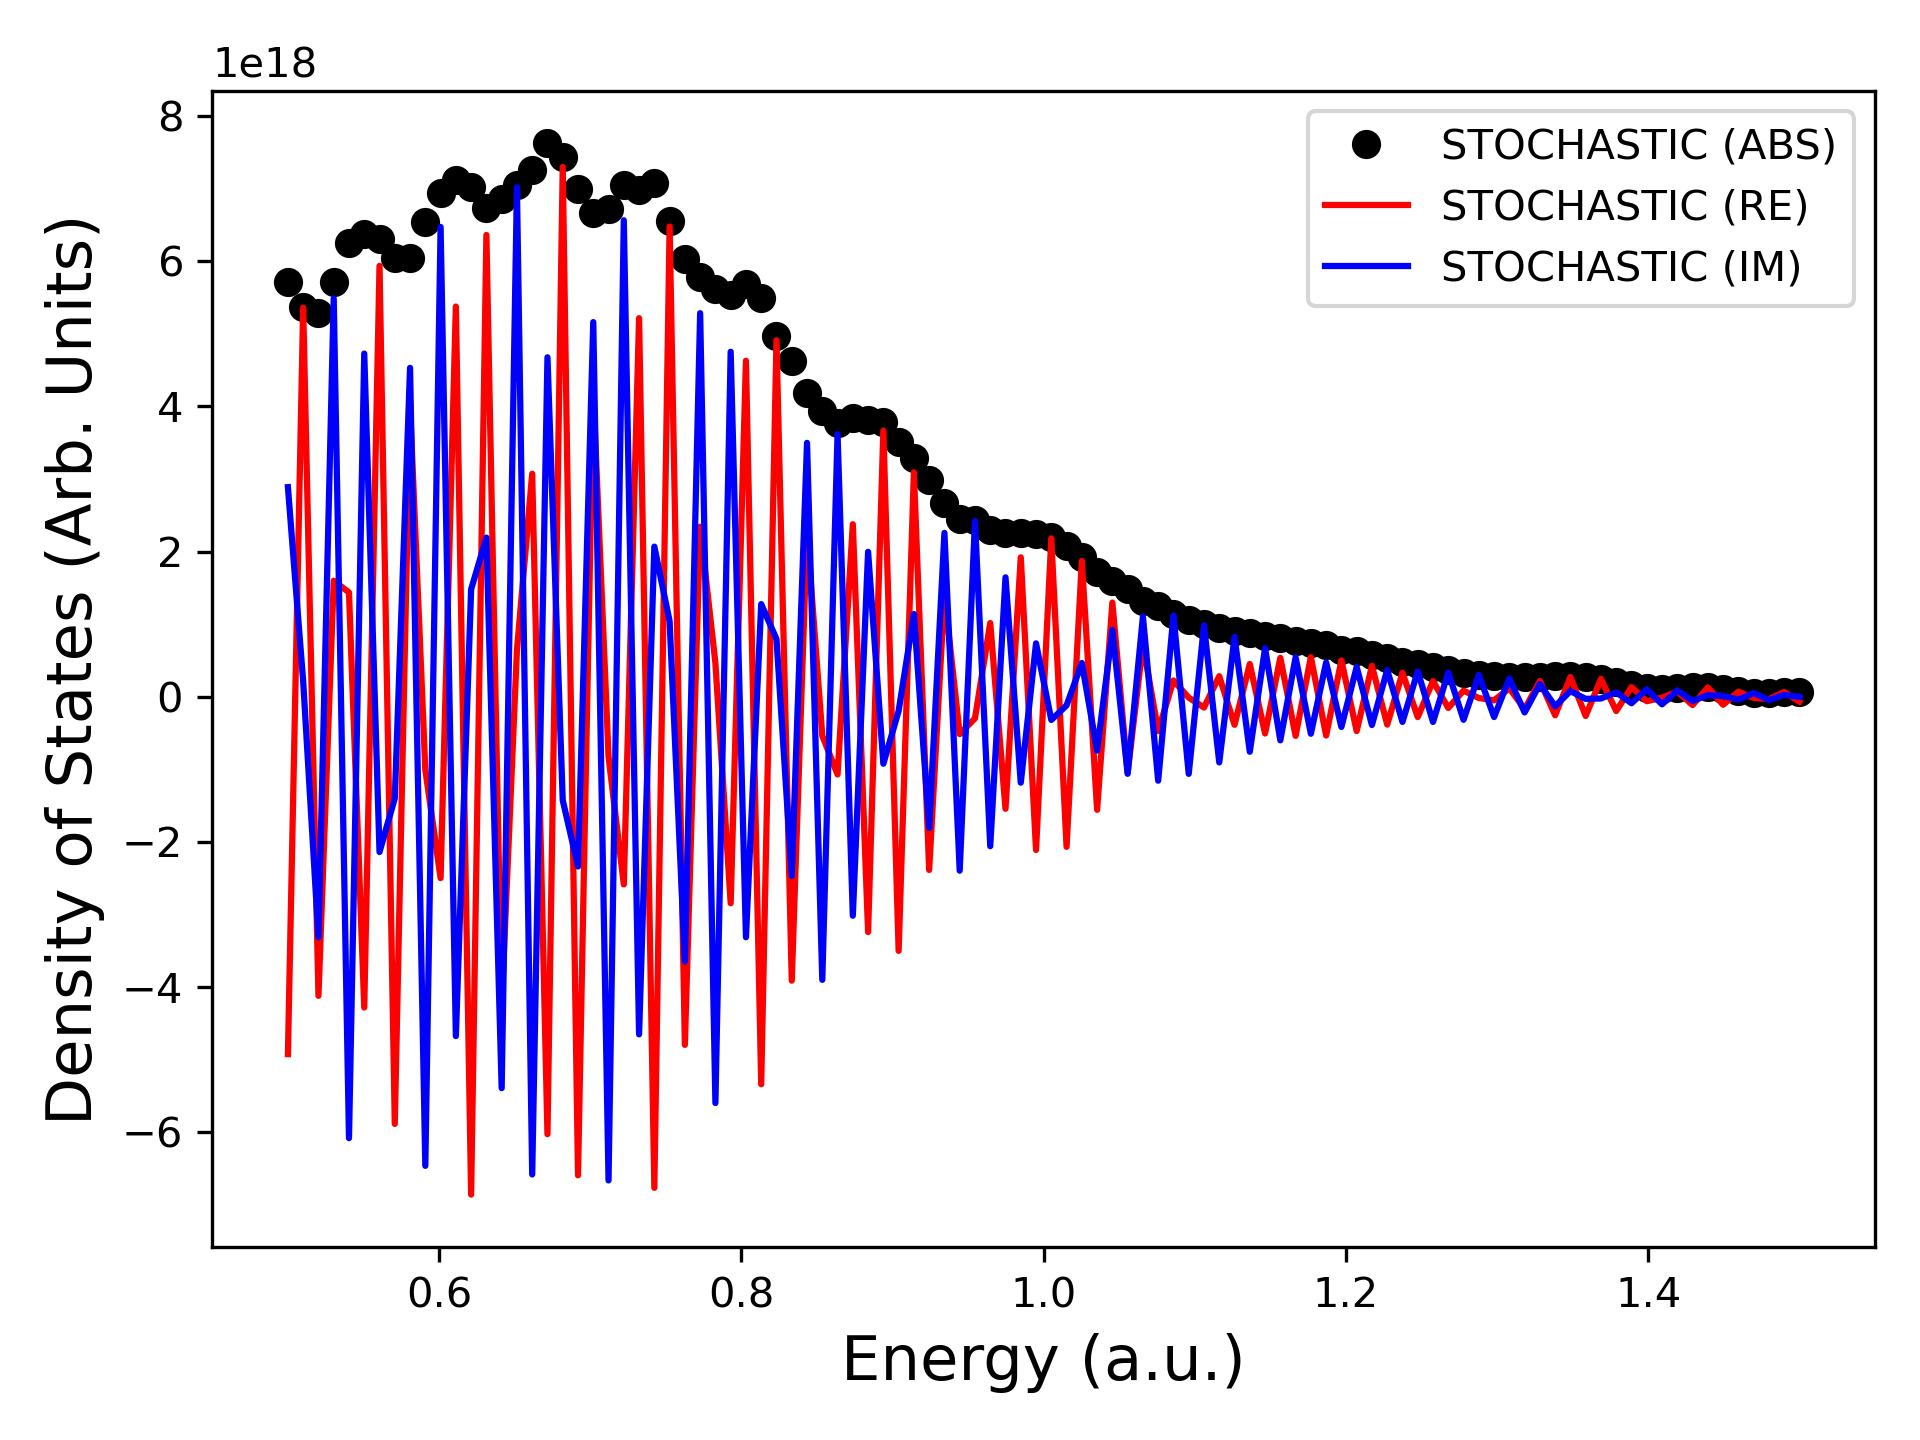 1e18
8
6
4
2
0
−2
−4
−6
Density of States (Arb. Units)
STOCHASTIC (ABS)
STOCHASTIC (RE)
STOCHASTIC (IM)
0.6 0.8 1.0 1.2 1.4
Energy (a.u.)